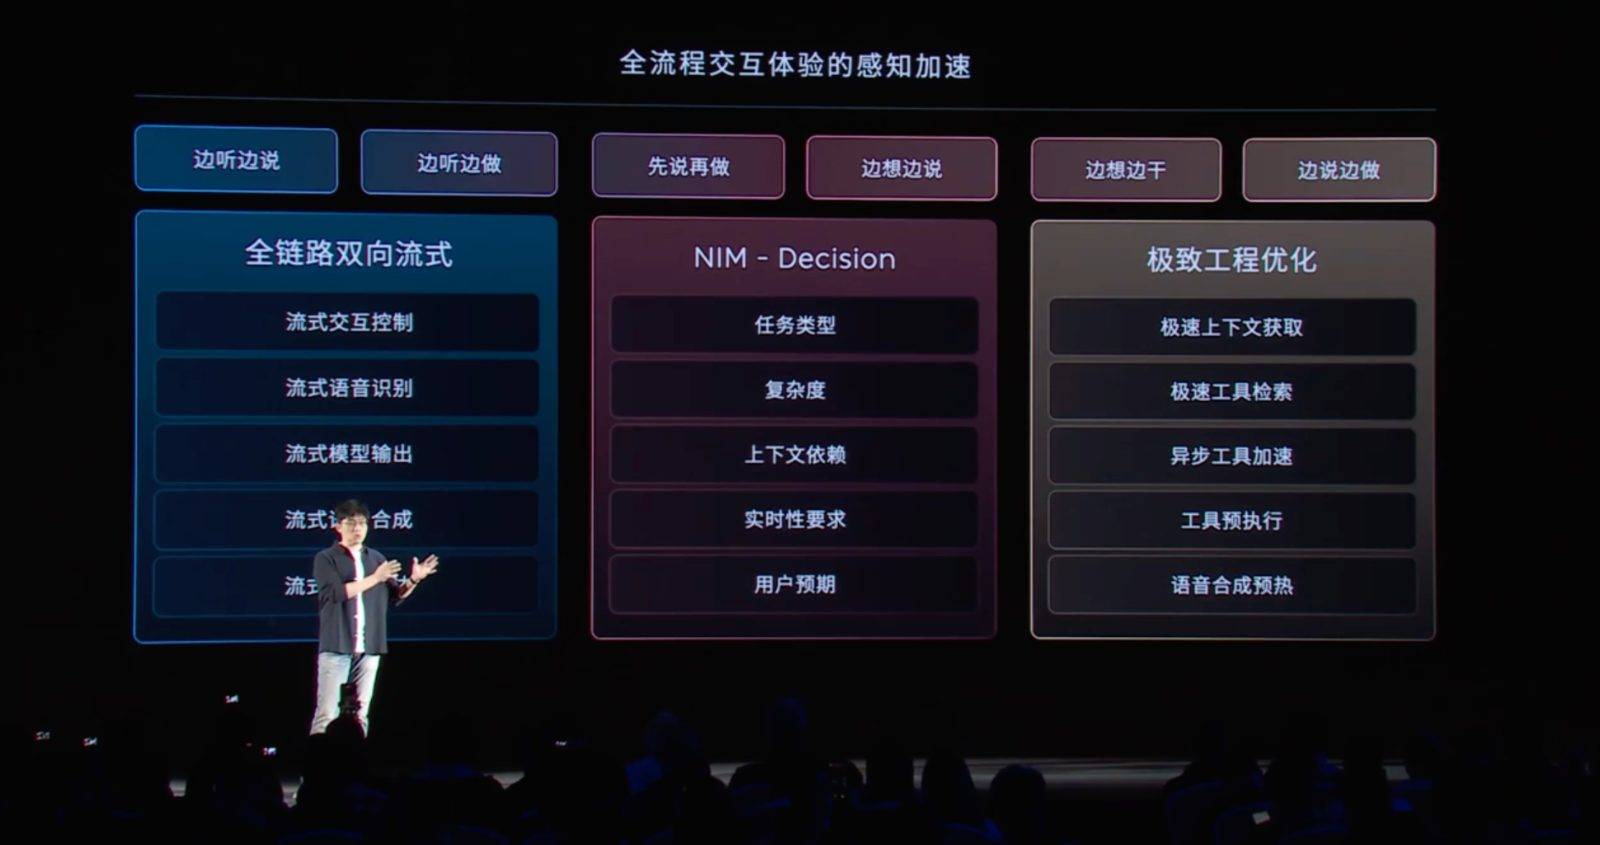 全流程交互体验的感知加速
边听边说
边听边做
先说再做
边想边说
边想边干
边说边做
全链路双向流式
流式交互控制
流式语音识别
流式模型输出
流式 合成
流
NIM - Decision
任务类型
复杂度
上下文依赖
实时性要求
用户预期
极致工程优化
极速上下文获取
极速工具检索
异步工具加速
工具预执行
语音合成预热